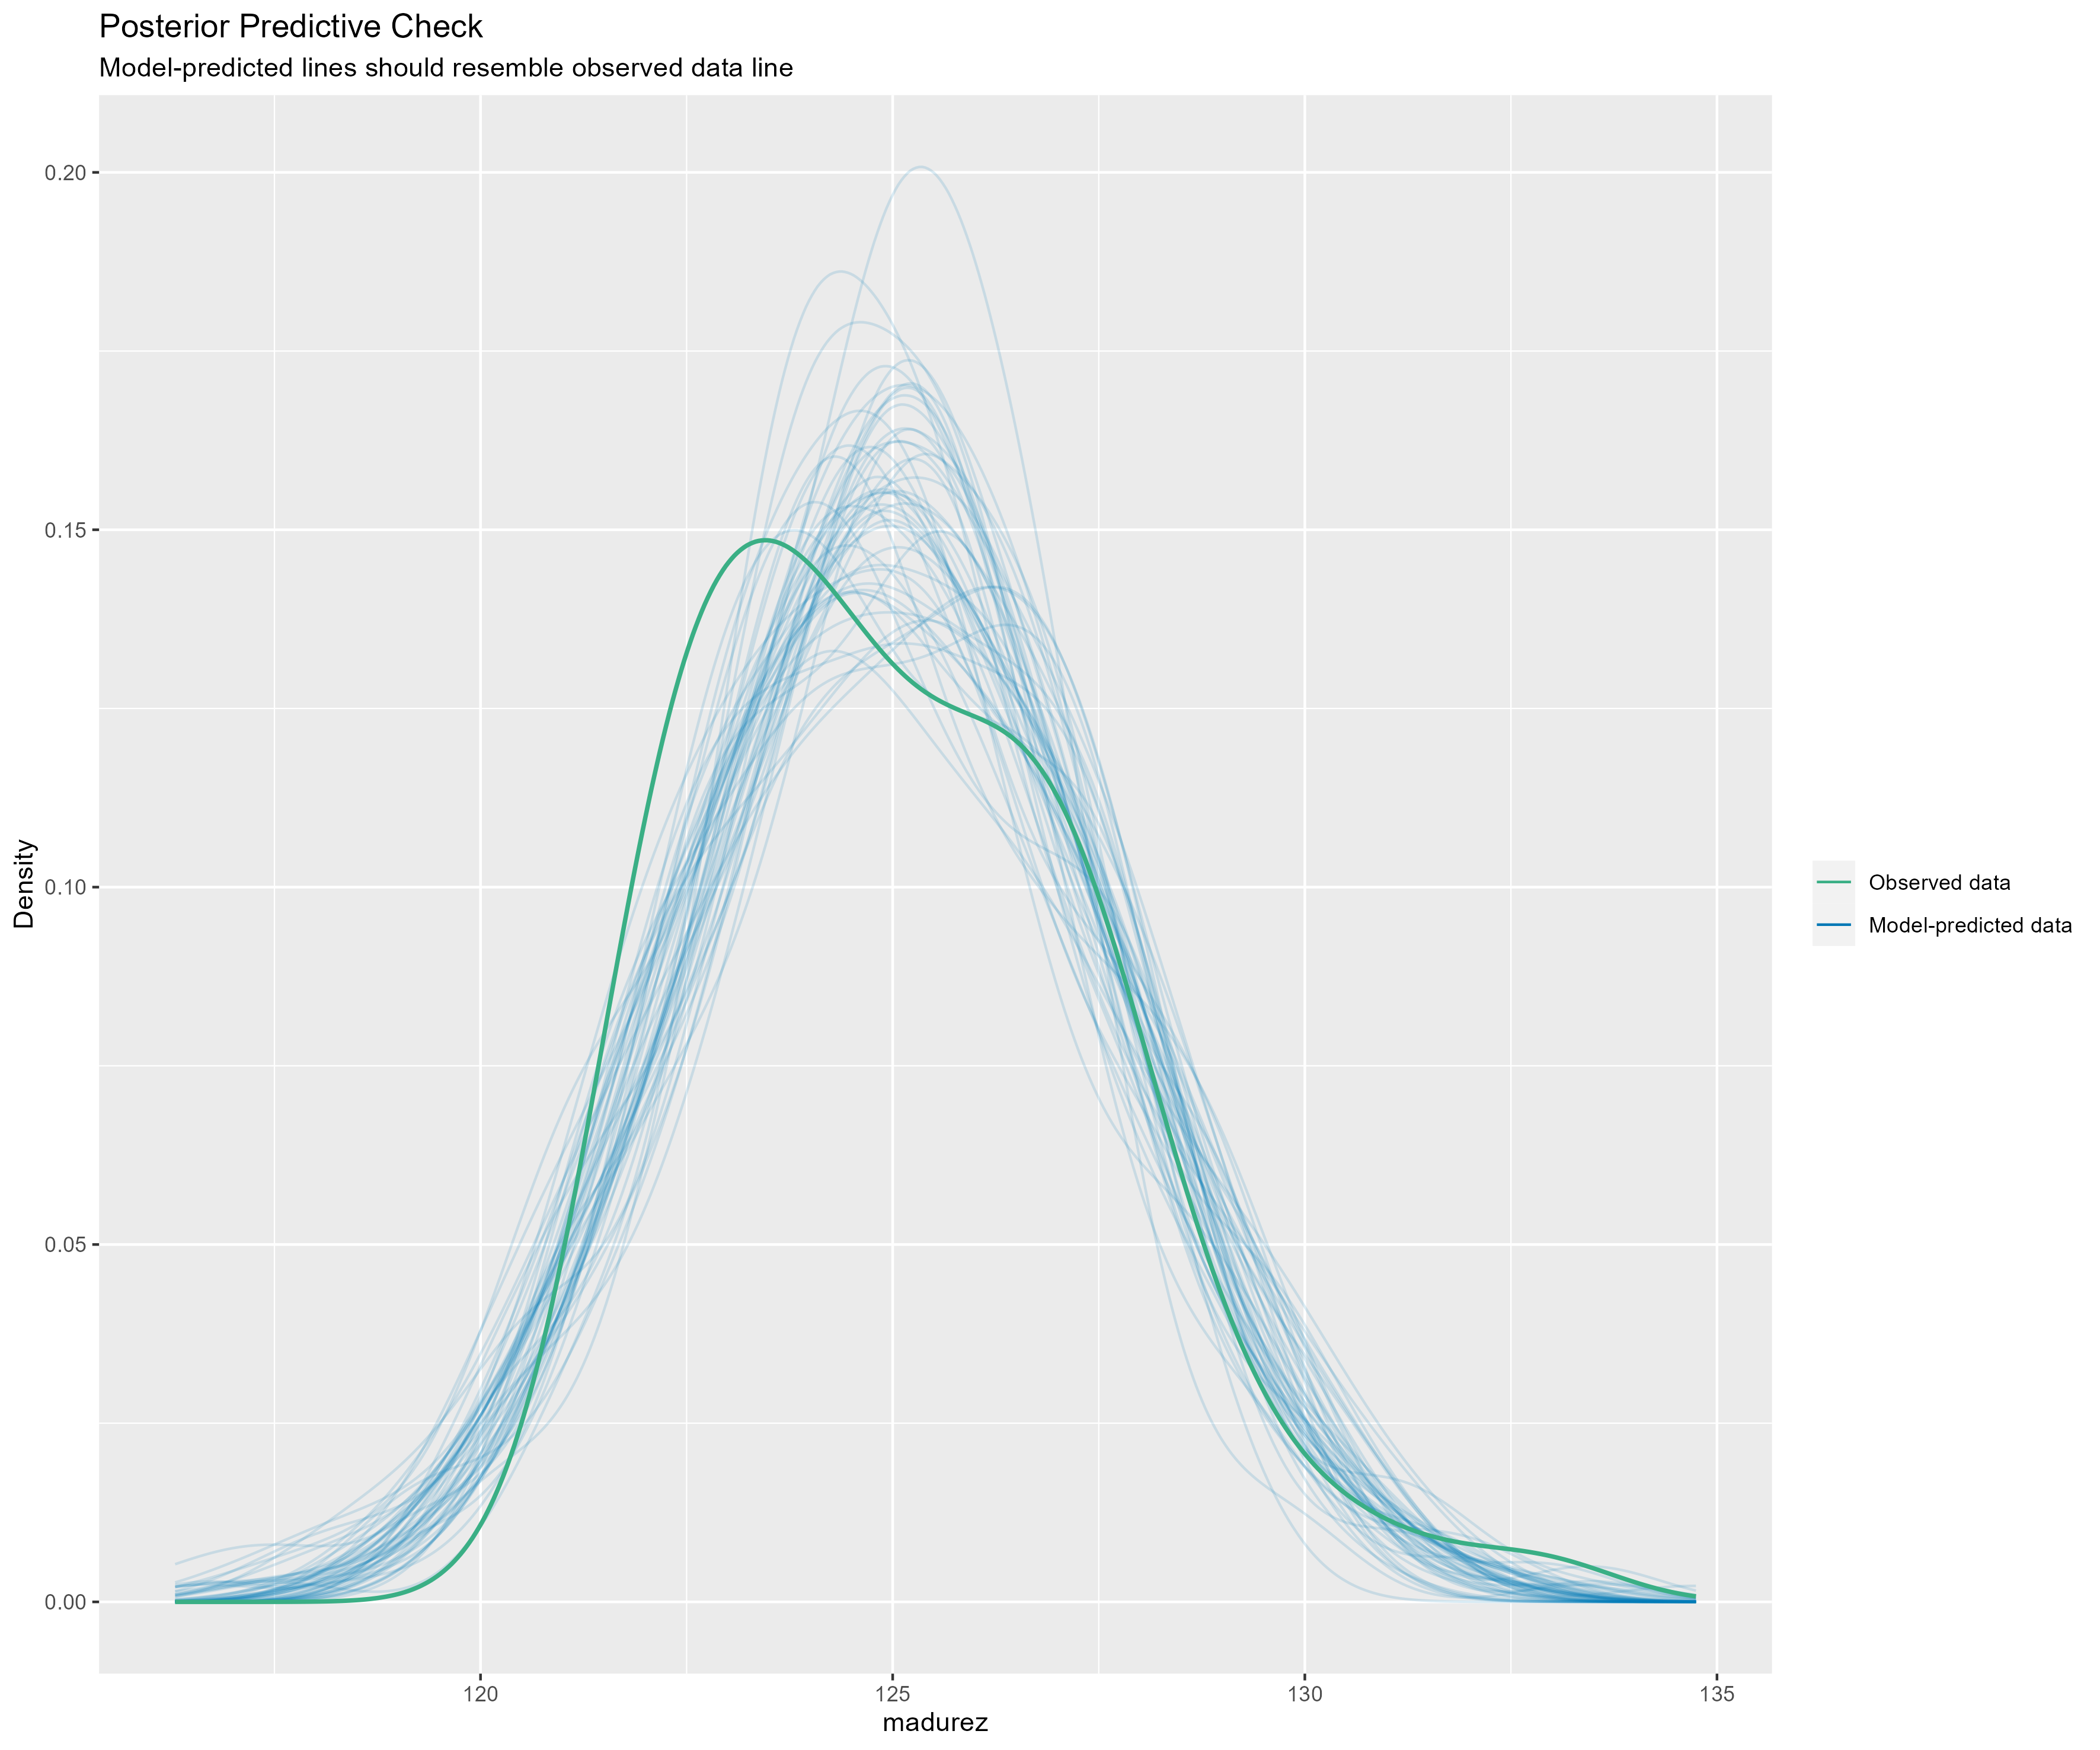 Posterior Predictive Check
Model-predicted lines should resemble observed data line
0.20
0.15
0.10
0.05
0.00
Density
120
125
130
135
madurez
Observed data
Model-predicted data